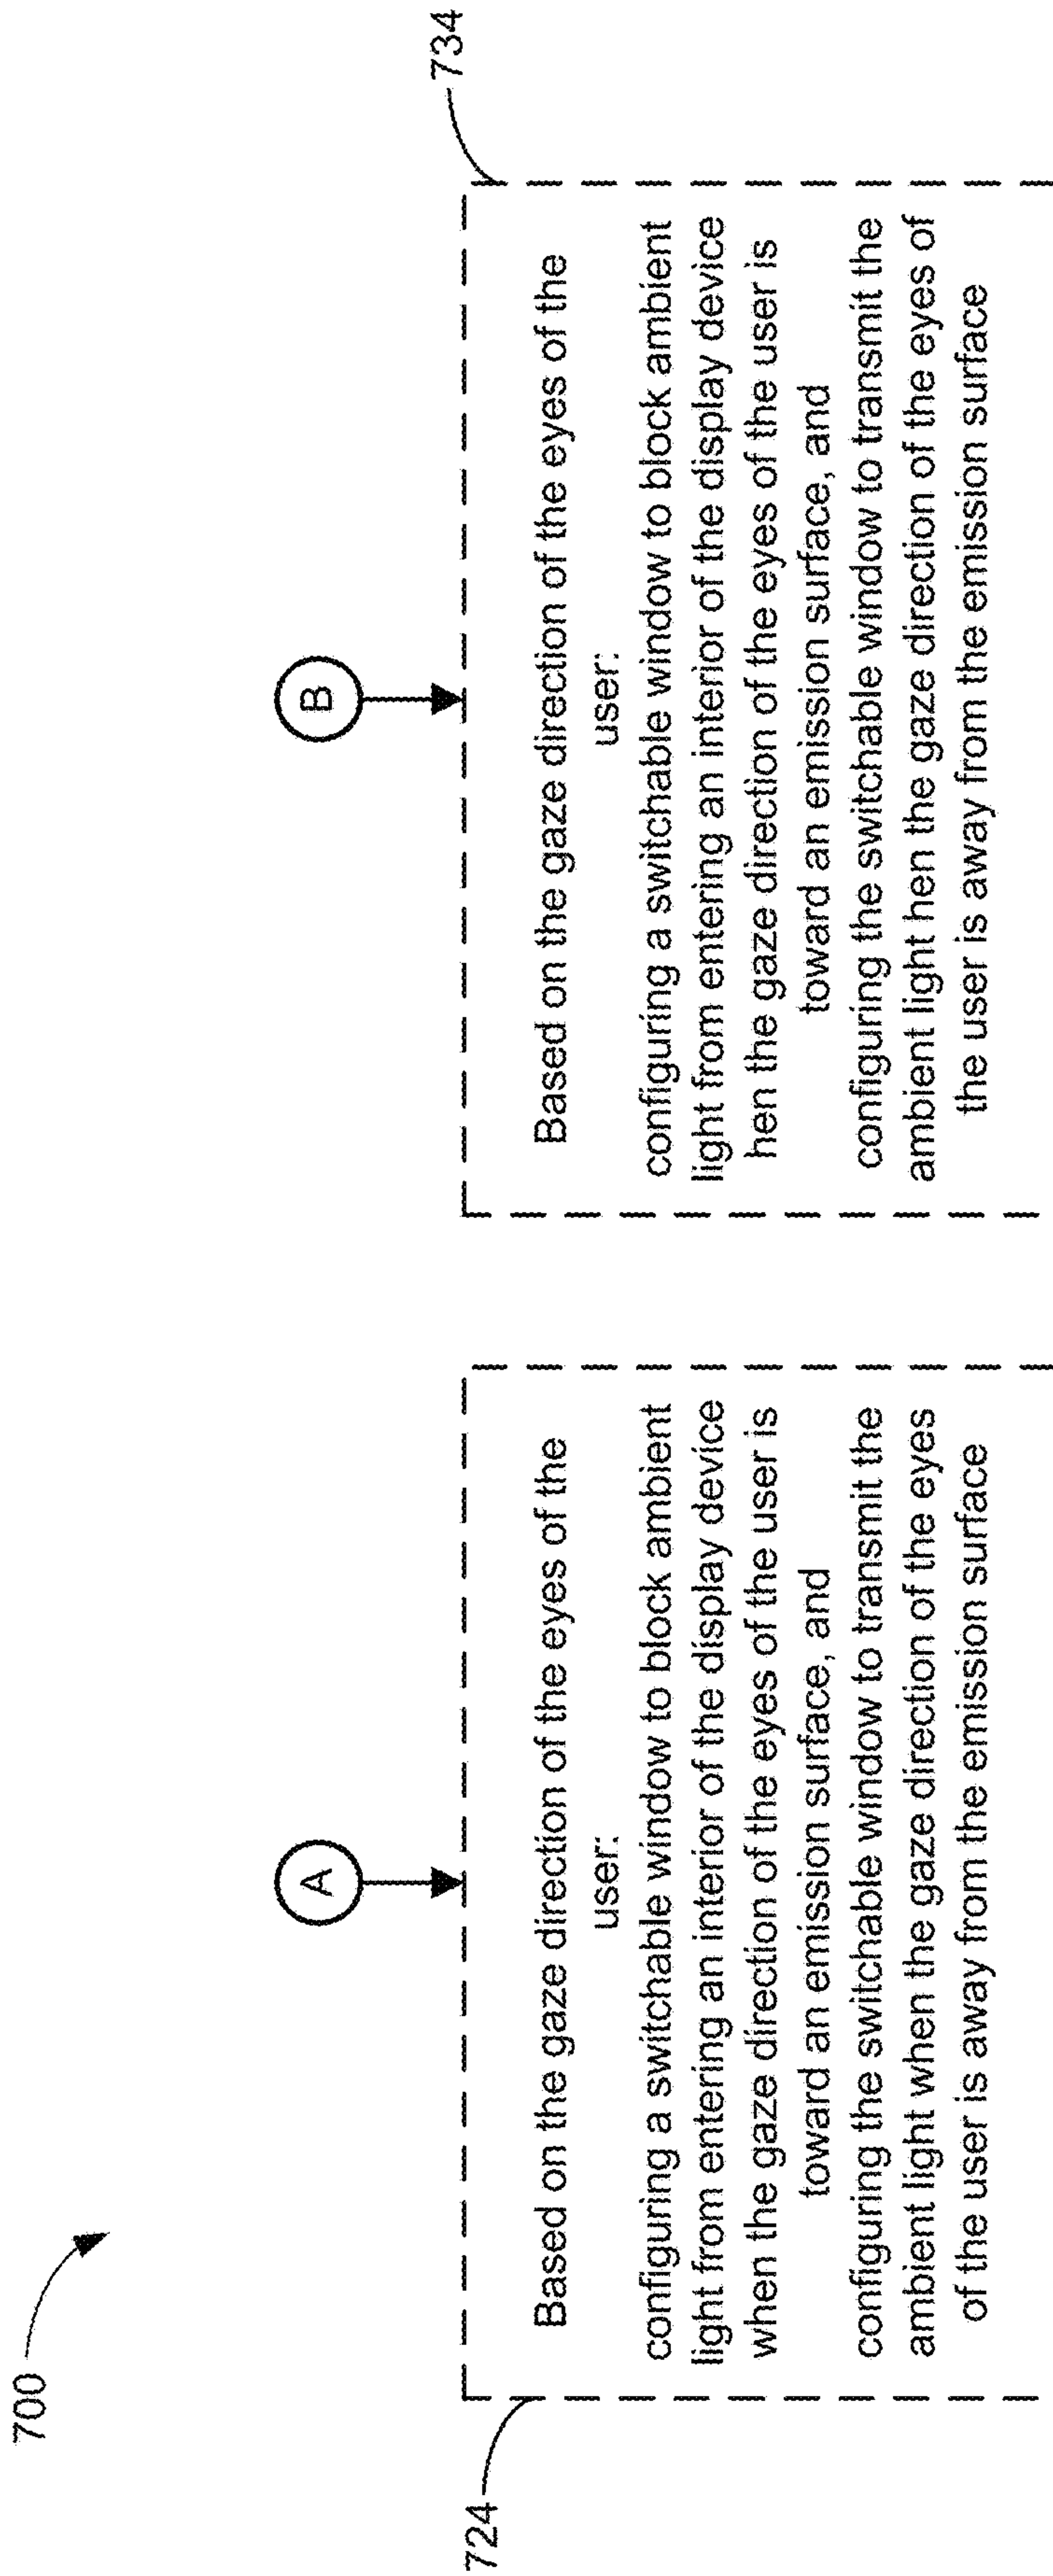 700
A
724
Based on the gaze direction of the eyes of the
user:
configuring a switchable window to block ambient
light from entering an interior of the display device
when the gaze direction of the eyes of the user is
toward an emission surface, and
configuring the switchable window to transmit the
ambient light when the gaze direction of the eyes
of the user is away from the emission surface
B
734
Based on the gaze direction of the eyes of the
user:
configuring a switchable window to block ambient
light from entering an interior of the display device
hen the gaze direction of the eyes of the user is
toward an emission surface, and
configuring the switchable window to transmit the
ambient light hen the gaze direction of the eyes of
the user is away from the emission surface